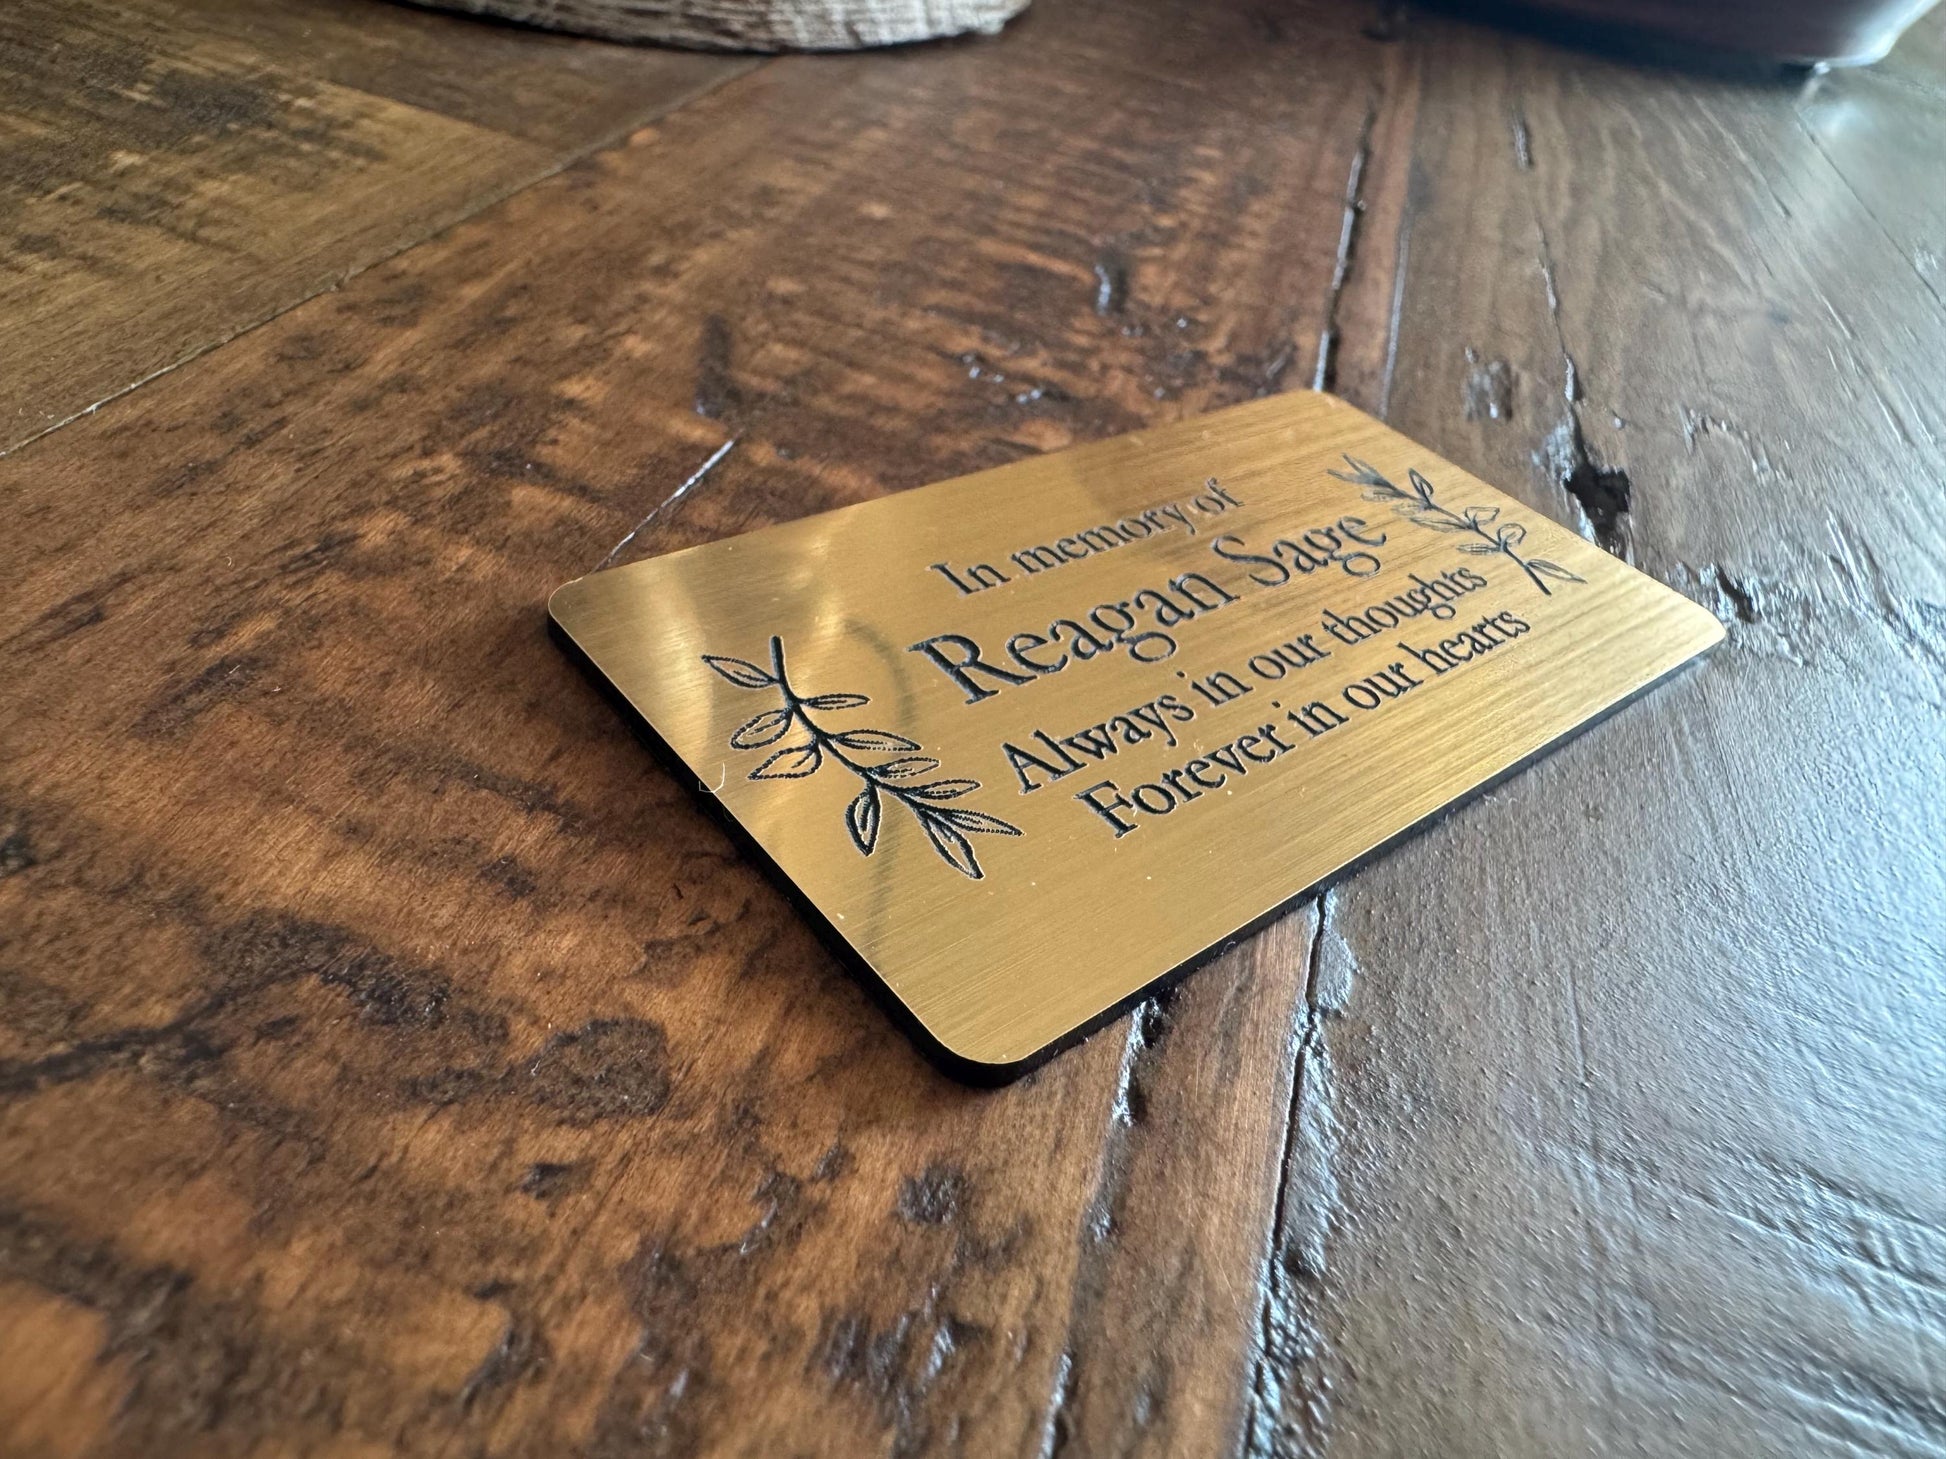 In memory of
Reagan Sage
Always in our thoughts
Forever in our hearts